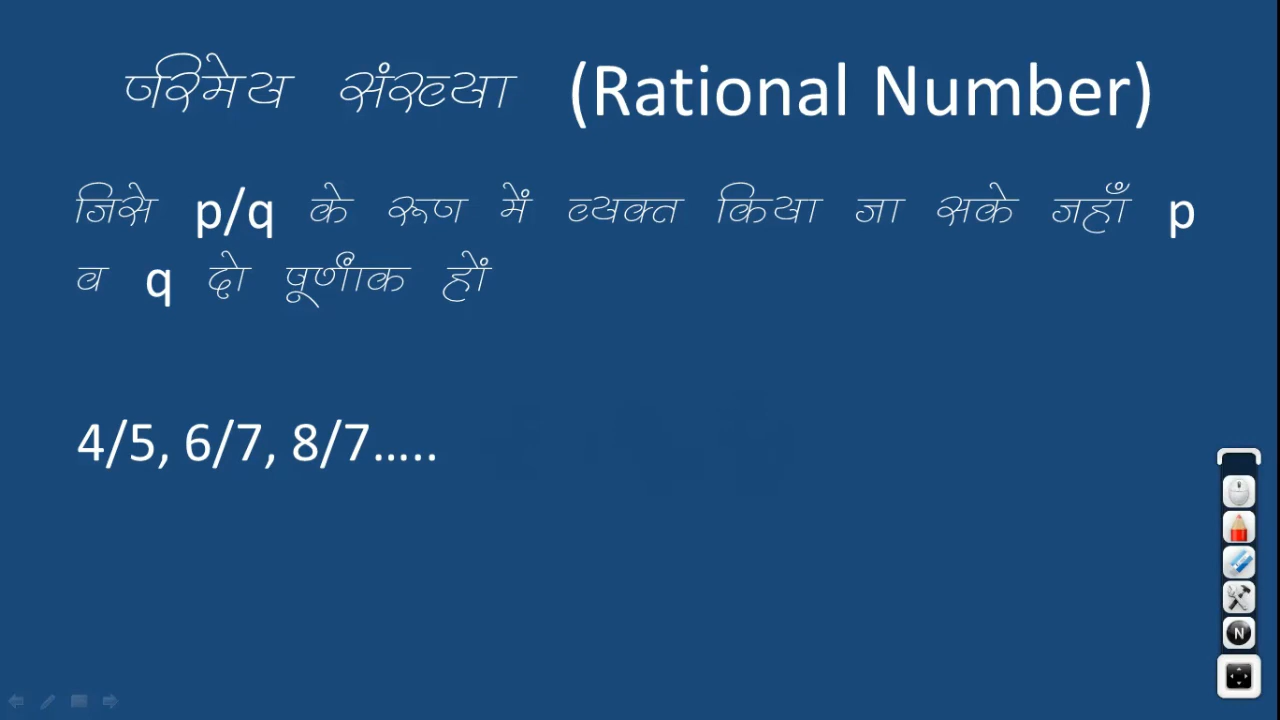 परिमेय संख्या (Rational Number)
जिसे p/q के रूप में व्यक्त किया जा सके जहाँ p
व q दो पूर्णांक हों
4/5, 6/7, 8/7.....
N